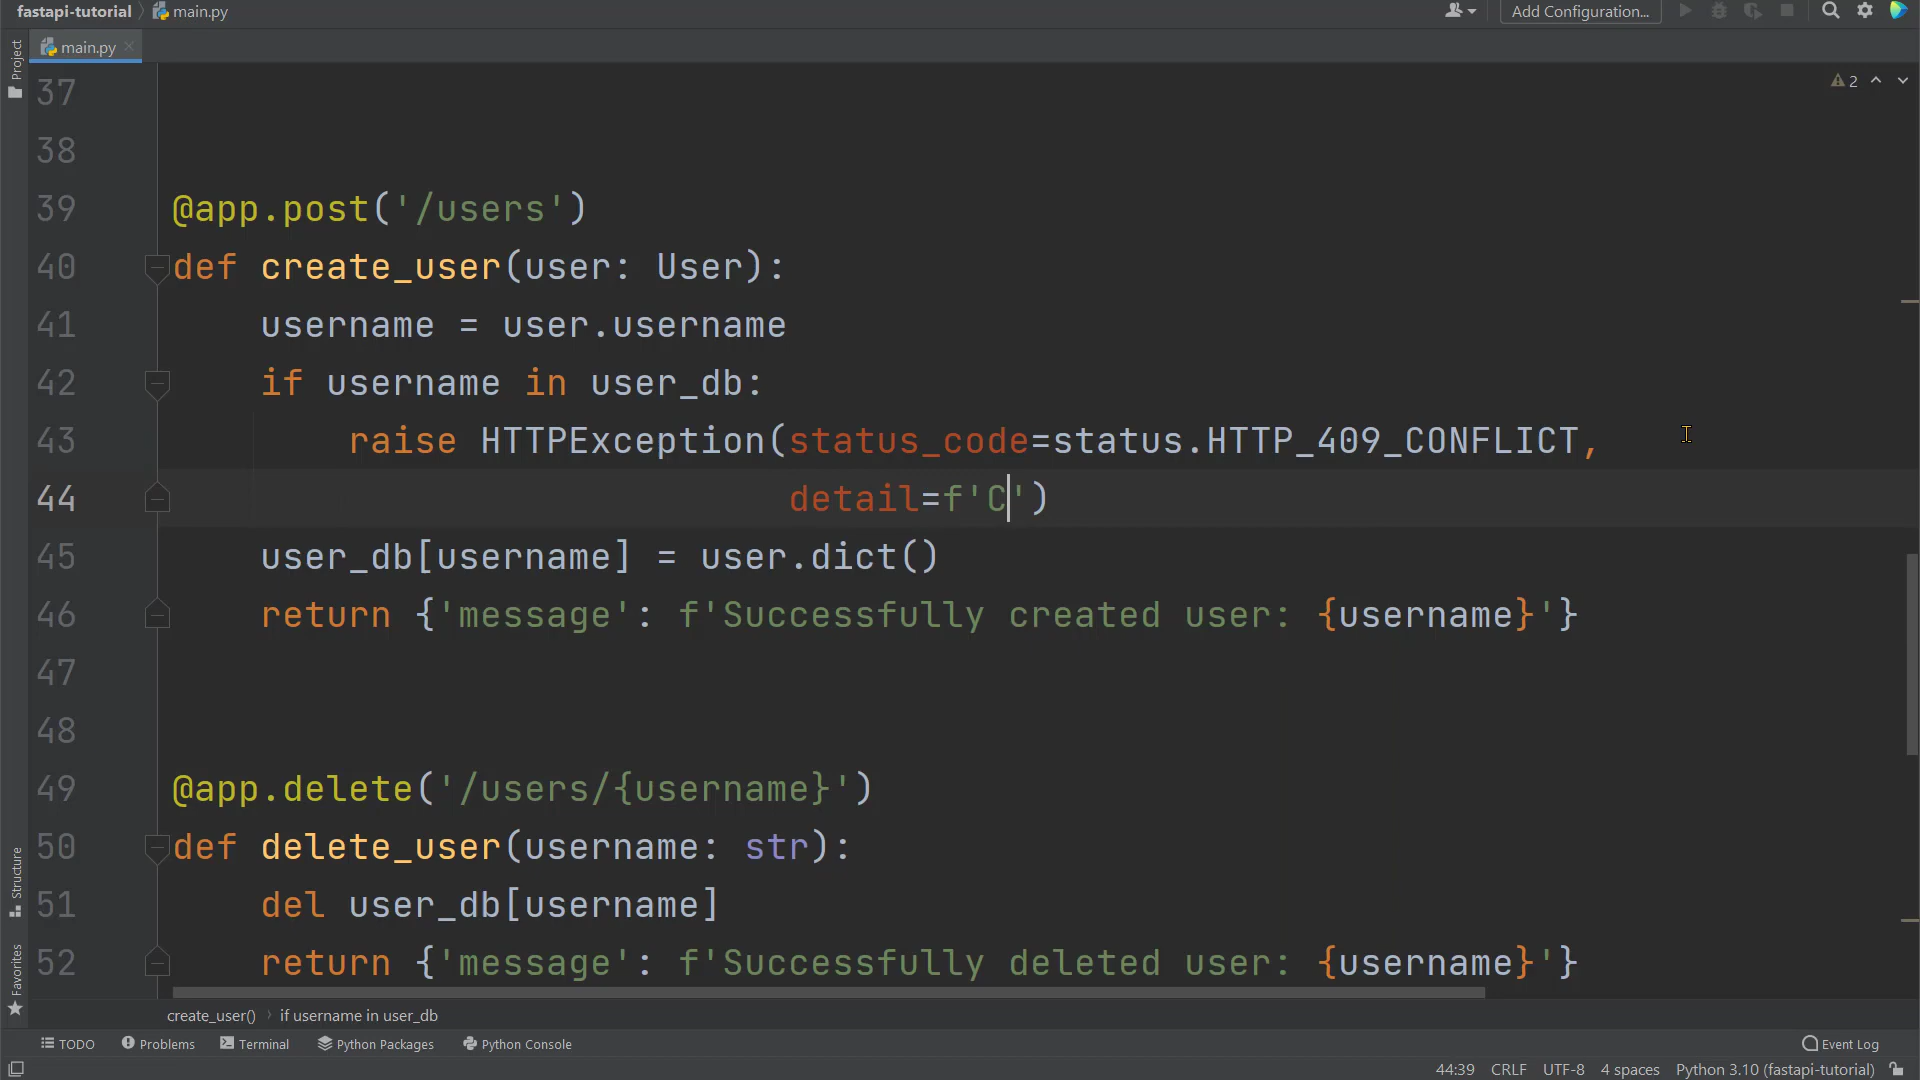 fastapi-tutorial main.py
Add Configuration...
main.py
Project
2
37
38
39 @app.post('/users')
40 def create_user(user: User):
41     username = user.username
42     if username in user_db:
43         raise HTTPException(status_code=status.HTTP_409_CONFLICT,
44                             detail=f'C')
45     user_db[username] = user.dict()
46     return {'message': f'Successfully created user: {username}'}
47
48
49 @app.delete('/users/{username}')
50 def delete_user(username: str):
51     del user_db[username]
52     return {'message': f'Successfully deleted user: {username}'}
Structure
Favorites
create_user() if username in user_db
TODO Problems Terminal Python Packages Python Console Event Log
44:39 CRLF UTF-8 4 spaces Python 3.10 (fastapi-tutorial)